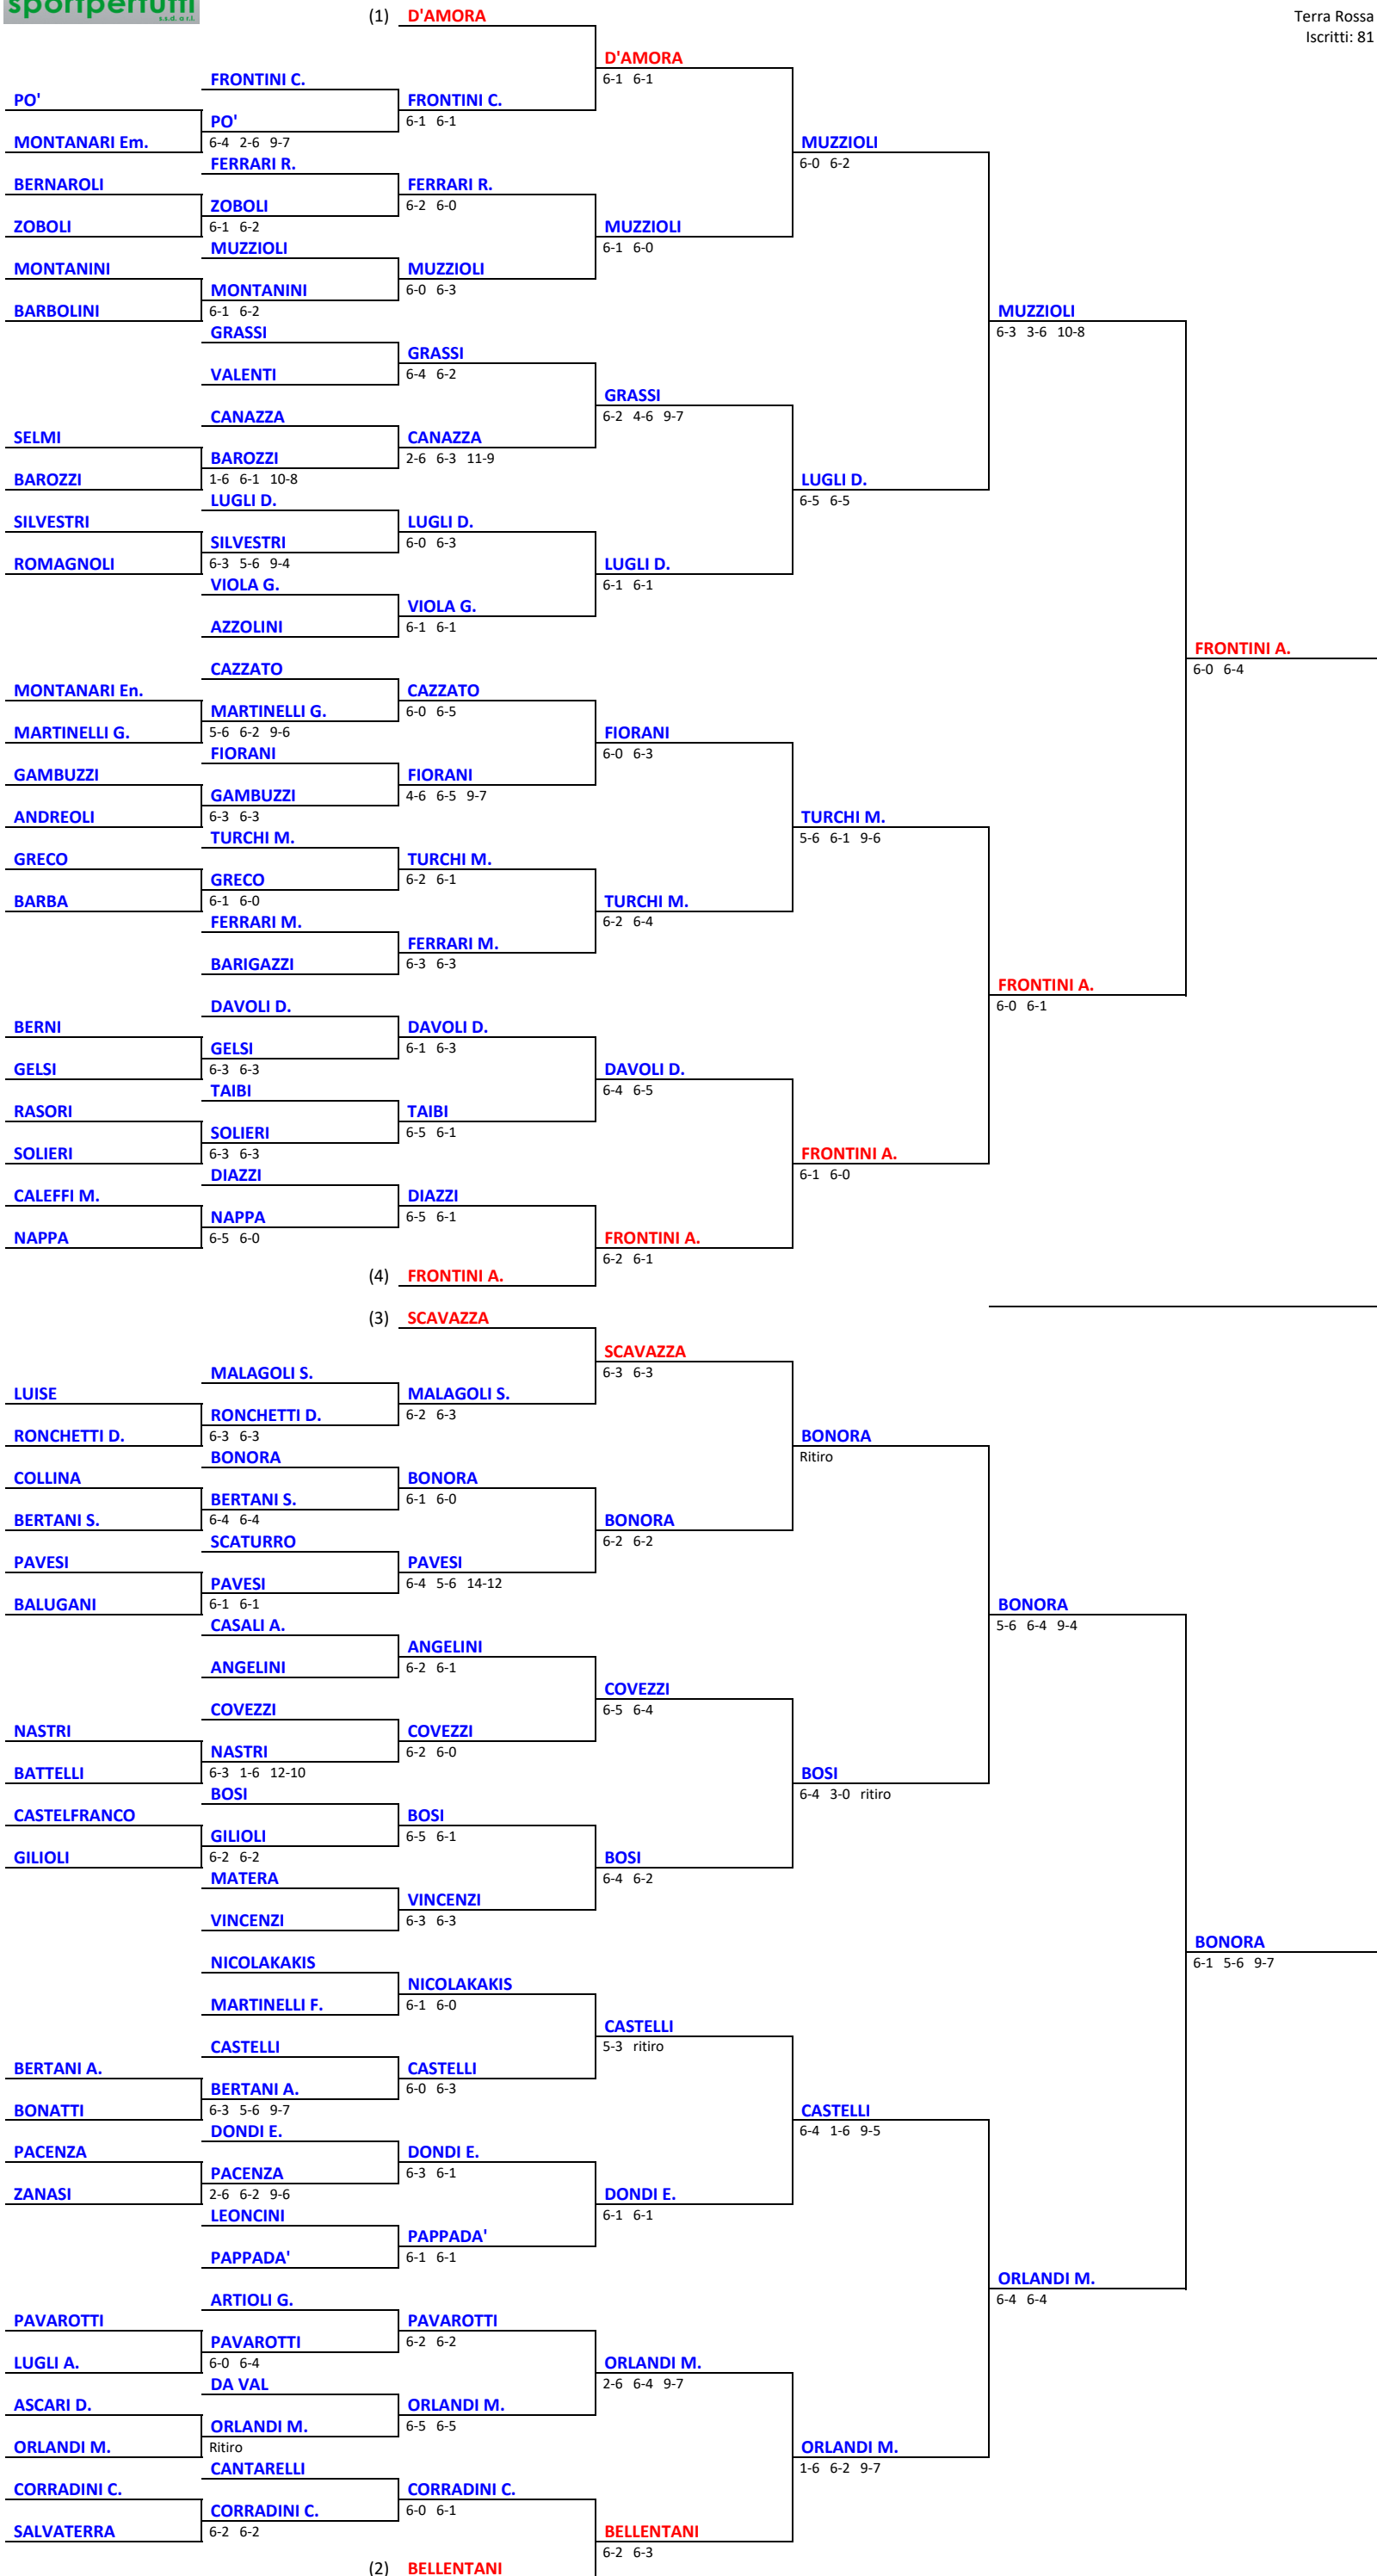 sportpertutti
s.s.d. a r.l.
(1) D'AMORA
Terra Rossa
Iscritti: 81
D'AMORA
FRONTINI C.
6-1 6-1
PO'
FRONTINI C.
PO'
6-1 6-1
MONTANARI Em.
6-4 2-6 9-7
MUZZIOLI
FERRARI R.
6-0 6-2
BERNAROLI
FERRARI R.
ZOBOLI
6-2 6-0
ZOBOLI
6-1 6-2
MUZZIOLI
MUZZIOLI
6-1 6-0
MONTANINI
MUZZIOLI
MONTANINI
6-0 6-3
BARBOLINI
6-1 6-2
MUZZIOLI
GRASSI
6-3 3-6 10-8
GRASSI
VALENTI
6-4 6-2
GRASSI
CANAZZA
6-2 4-6 9-7
SELMI
CANAZZA
BAROZZI
2-6 6-3 11-9
BAROZZI
1-6 6-1 10-8
LUGLI D.
LUGLI D.
6-5 6-5
SILVESTRI
LUGLI D.
SILVESTRI
6-0 6-3
ROMAGNOLI
6-3 5-6 9-4
LUGLI D.
VIOLA G.
6-1 6-1
VIOLA G.
AZZOLINI
6-1 6-1
FRONTINI A.
CAZZATO
6-0 6-4
MONTANARI En.
CAZZATO
MARTINELLI G.
6-0 6-5
MARTINELLI G.
5-6 6-2 9-6
FIORANI
FIORANI
6-0 6-3
GAMBUZZI
FIORANI
GAMBUZZI
4-6 6-5 9-7
ANDREOLI
6-3 6-3
TURCHI M.
TURCHI M.
5-6 6-1 9-6
GRECO
TURCHI M.
GRECO
6-2 6-1
BARBA
6-1 6-0
TURCHI M.
FERRARI M.
6-2 6-4
FERRARI M.
BARIGAZZI
6-3 6-3
FRONTINI A.
DAVOLI D.
6-0 6-1
BERNI
DAVOLI D.
GELSI
6-1 6-3
GELSI
6-3 6-3
DAVOLI D.
TAIBI
6-4 6-5
RASORI
TAIBI
SOLIERI
6-5 6-1
SOLIERI
6-3 6-3
FRONTINI A.
DIAZZI
6-1 6-0
CALEFFI M.
DIAZZI
NAPPA
6-5 6-1
NAPPA
6-5 6-0
FRONTINI A.
6-2 6-1
(4) FRONTINI A.
(3) SCAVAZZA
SCAVAZZA
MALAGOLI S.
6-3 6-3
LUISE
MALAGOLI S.
RONCHETTI D.
6-2 6-3
RONCHETTI D.
6-3 6-3
BONORA
BONORA
Ritiro
COLLINA
BONORA
BERTANI S.
6-1 6-0
BERTANI S.
6-4 6-4
BONORA
SCATURRO
6-2 6-2
PAVESI
PAVESI
PAVESI
6-4 5-6 14-12
BALUGANI
6-1 6-1
BONORA
CASALI A.
5-6 6-4 9-4
ANGELINI
ANGELINI
6-2 6-1
COVEZZI
COVEZZI
6-5 6-4
NASTRI
COVEZZI
NASTRI
6-2 6-0
BATTELLI
6-3 1-6 12-10
BOSI
BOSI
6-4 3-0 ritiro
CASTELFRANCO
BOSI
GILIOLI
6-5 6-1
GILIOLI
6-2 6-2
BOSI
MATERA
6-4 6-2
VINCENZI
VINCENZI
6-3 6-3
BONORA
NICOLAKAKIS
6-1 5-6 9-7
NICOLAKAKIS
MARTINELLI F.
6-1 6-0
CASTELLI
CASTELLI
5-3 ritiro
BERTANI A.
CASTELLI
BERTANI A.
6-0 6-3
BONATTI
6-3 5-6 9-7
CASTELLI
DONDI E.
6-4 1-6 9-5
PACENZA
DONDI E.
PACENZA
6-3 6-1
ZANASI
2-6 6-2 9-6
DONDI E.
LEONCINI
6-1 6-1
PAPPADA'
PAPPADA'
6-1 6-1
ORLANDI M.
ARTIOLI G.
6-4 6-4
PAVAROTTI
PAVAROTTI
PAVAROTTI
6-2 6-2
LUGLI A.
6-0 6-4
ORLANDI M.
DA VAL
2-6 6-4 9-7
ASCARI D.
ORLANDI M.
ORLANDI M.
6-5 6-5
ORLANDI M.
Ritiro
ORLANDI M.
CANTARELLI
1-6 6-2 9-7
CORRADINI C.
CORRADINI C.
CORRADINI C.
6-0 6-1
SALVATERRA
6-2 6-2
BELLENTANI
6-2 6-3
(2) BELLENTANI